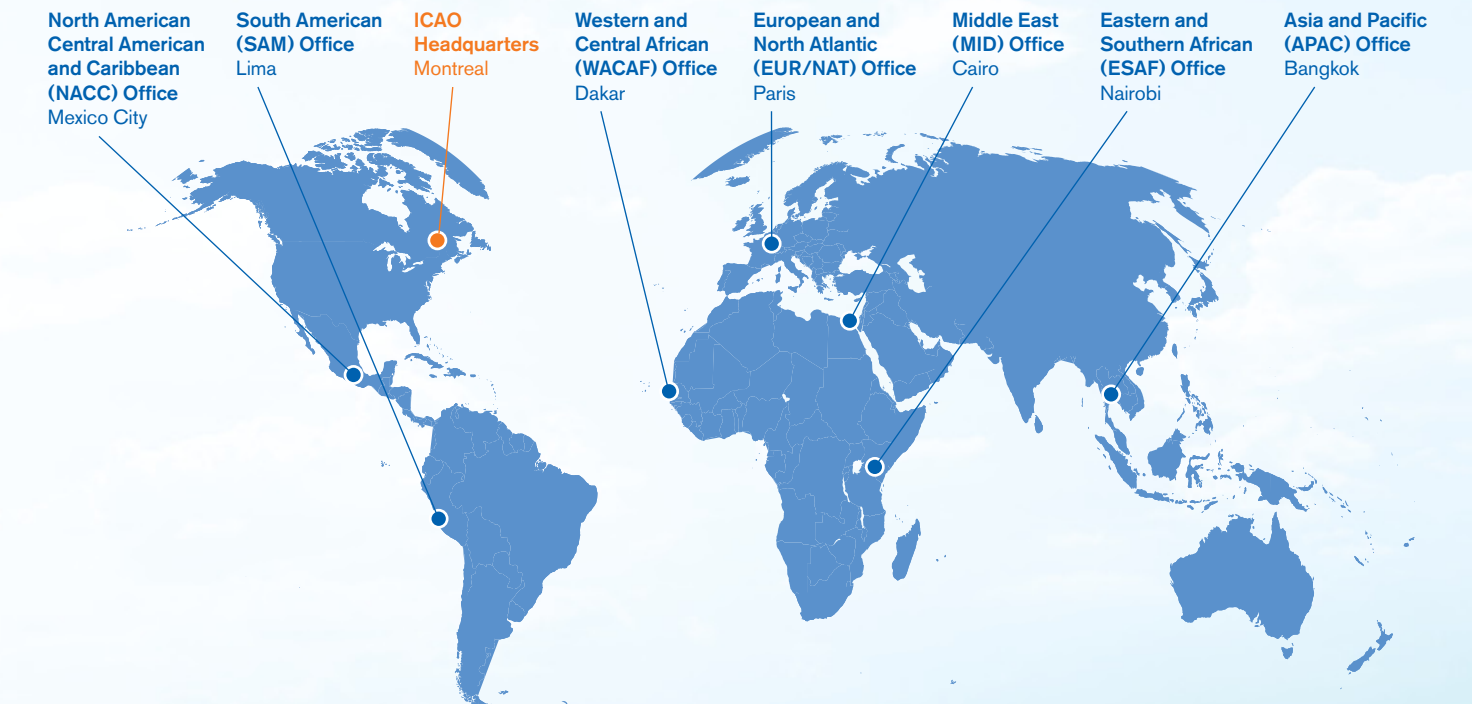 North American
Central American
and Caribbean
(NACC) Office
Mexico City
South American
(SAM) Office
Lima
ICAO
Headquarters
Montreal
Western and
Central African
(WACAF) Office
Dakar
European and
North Atlantic
(EUR/NAT) Office
Paris
Middle East
(MID) Office
Cairo
Eastern and
Southern African
(ESAF) Office
Nairobi
Asia and Pacific
(APAC) Office
Bangkok